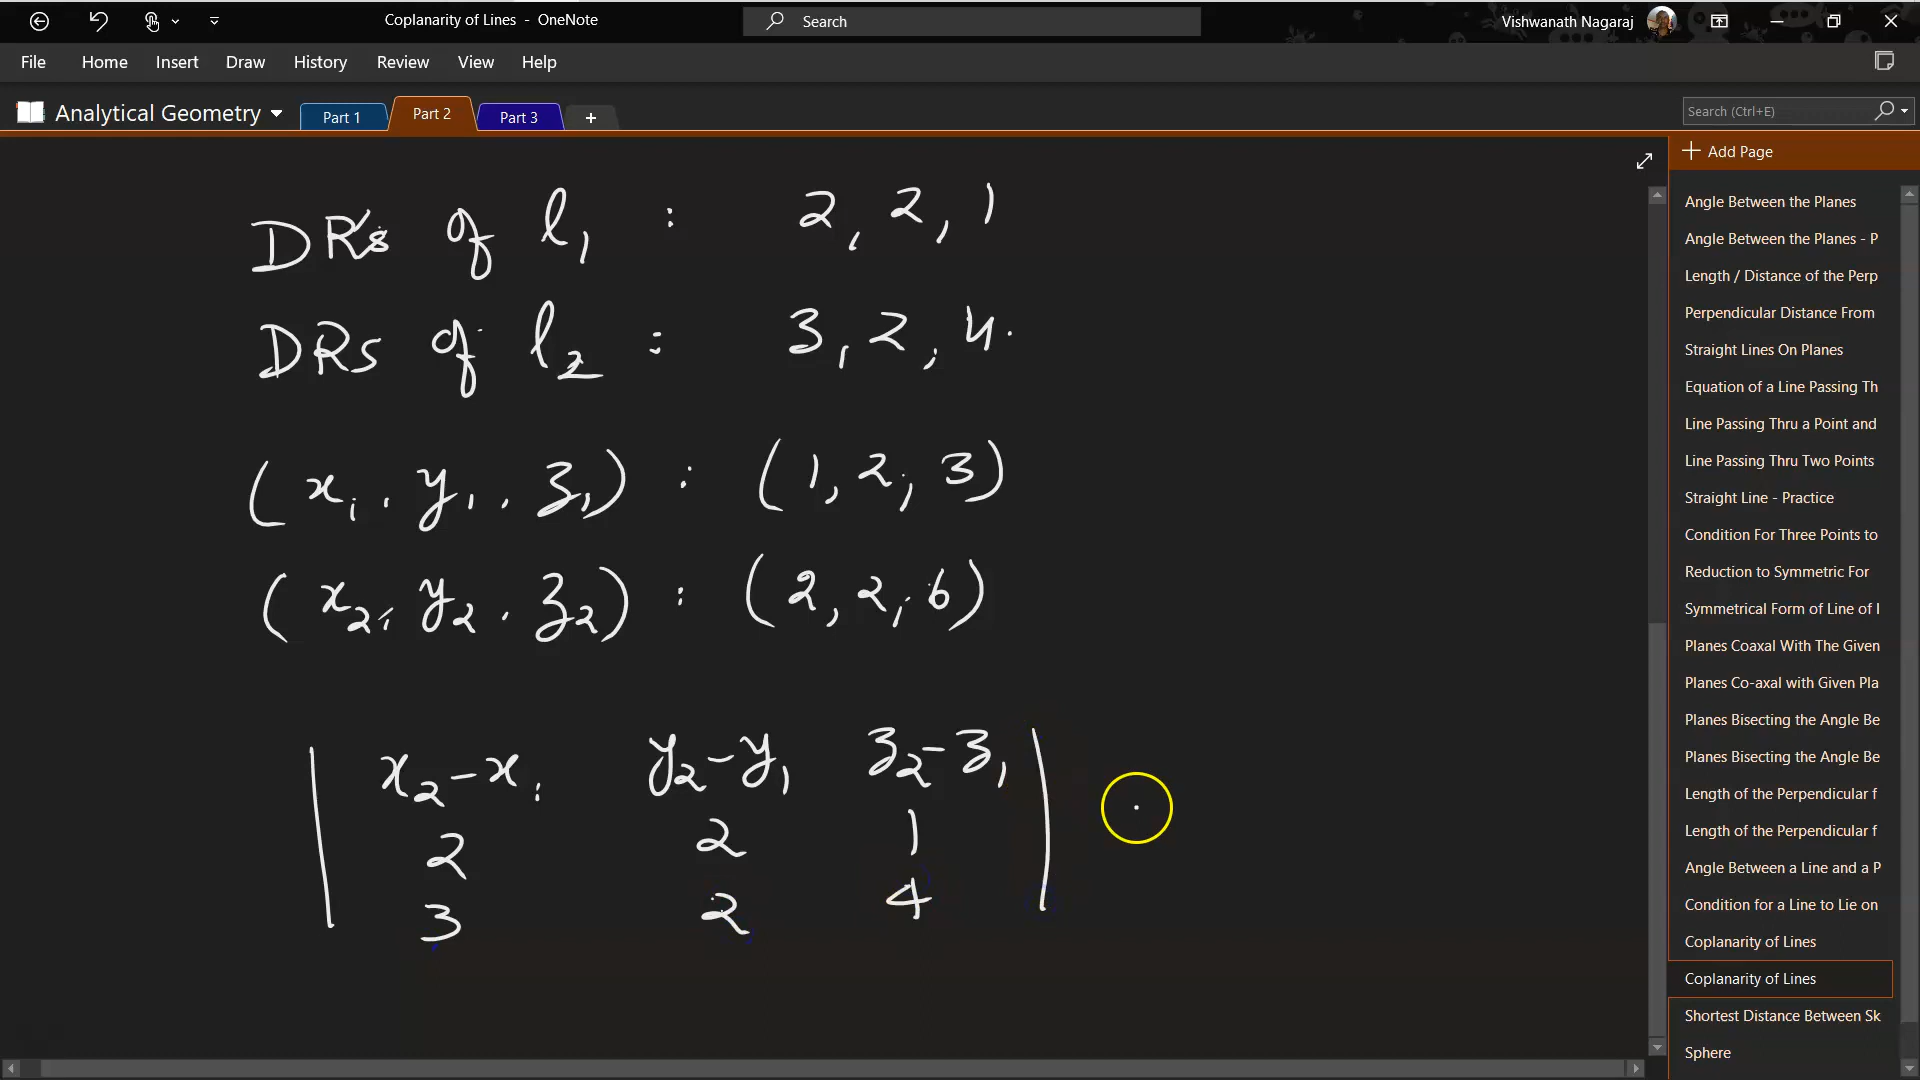 Coplanarity of Lines - OneNote
Search
Vishwanath Nagaraj
File Home Insert Draw History Review View Help
Analytical Geometry
Part 1 Part 2 Part 3 +
Search (Ctrl+E)
Add Page
DR's of l₁ : 2, 2, 1
DRs of l₂ : 3, 2, 4.
(x₁, y₁, z₁) : (1, 2, 3)
(x₂, y₂, z₂) : (2, 2, 6)
| x₂-x₁ y₂-y₁ z₂-z₁ |
2 2 1
3 2 4
Angle Between the Planes
Angle Between the Planes - P
Length / Distance of the Perp
Perpendicular Distance From
Straight Lines On Planes
Equation of a Line Passing Th
Line Passing Thru a Point and
Line Passing Thru Two Points
Straight Line - Practice
Condition For Three Points to
Reduction to Symmetric For
Symmetrical Form of Line of I
Planes Coaxal With The Given
Planes Co-axal with Given Pla
Planes Bisecting the Angle Be
Planes Bisecting the Angle Be
Length of the Perpendicular f
Length of the Perpendicular f
Angle Between a Line and a P
Condition for a Line to Lie on
Coplanarity of Lines
Coplanarity of Lines
Shortest Distance Between Sk
Sphere